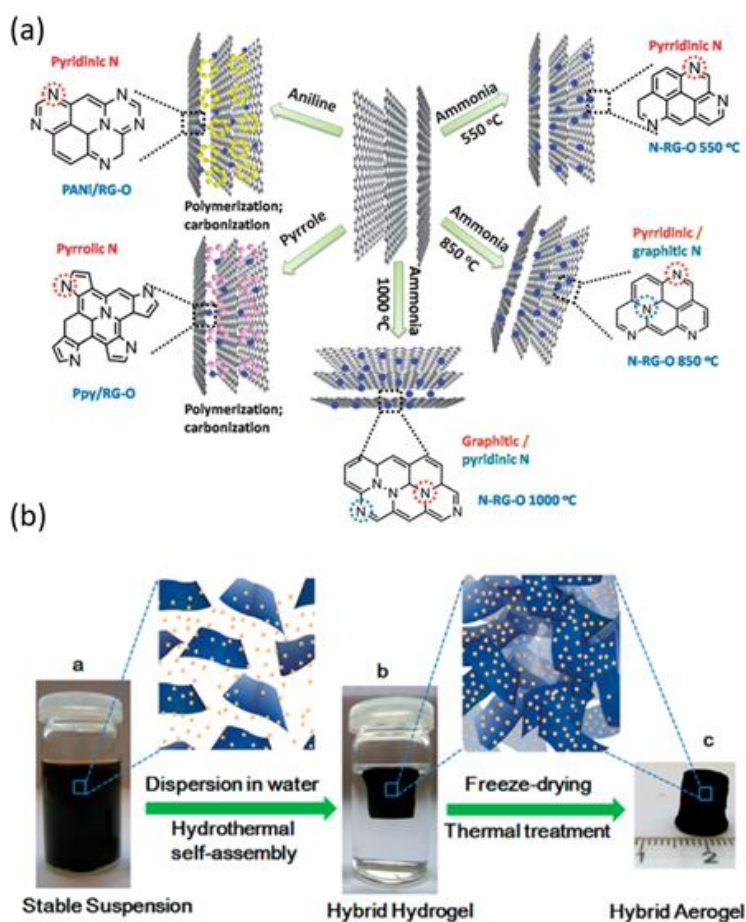 (a)
Pyridinic N
N
N
N
N
N
PANi/RG-O
Aniline
Polymerization;
carbonization
Ammonia
550 °C
Pyrridinic N
N
N
N
N-RG-O 550 °C
Pyrrole
Pyrrolic N
N
N
N
N
N
Ppy/RG-O
Polymerization;
carbonization
Ammonia
1000 °C
Ammonia
850 °C
Pyrridinic /
graphitic N
N
N
N
N
N-RG-O 850 °C
Graphitic /
pyridinic N
N
N
N
N
N
N-RG-O 1000 °C
(b)
a
Dispersion in water
Hydrothermal
self-assembly
Stable Suspension
b
Hybrid Hydrogel
Freeze-drying
Thermal treatment
c
1 2
Hybrid Aerogel